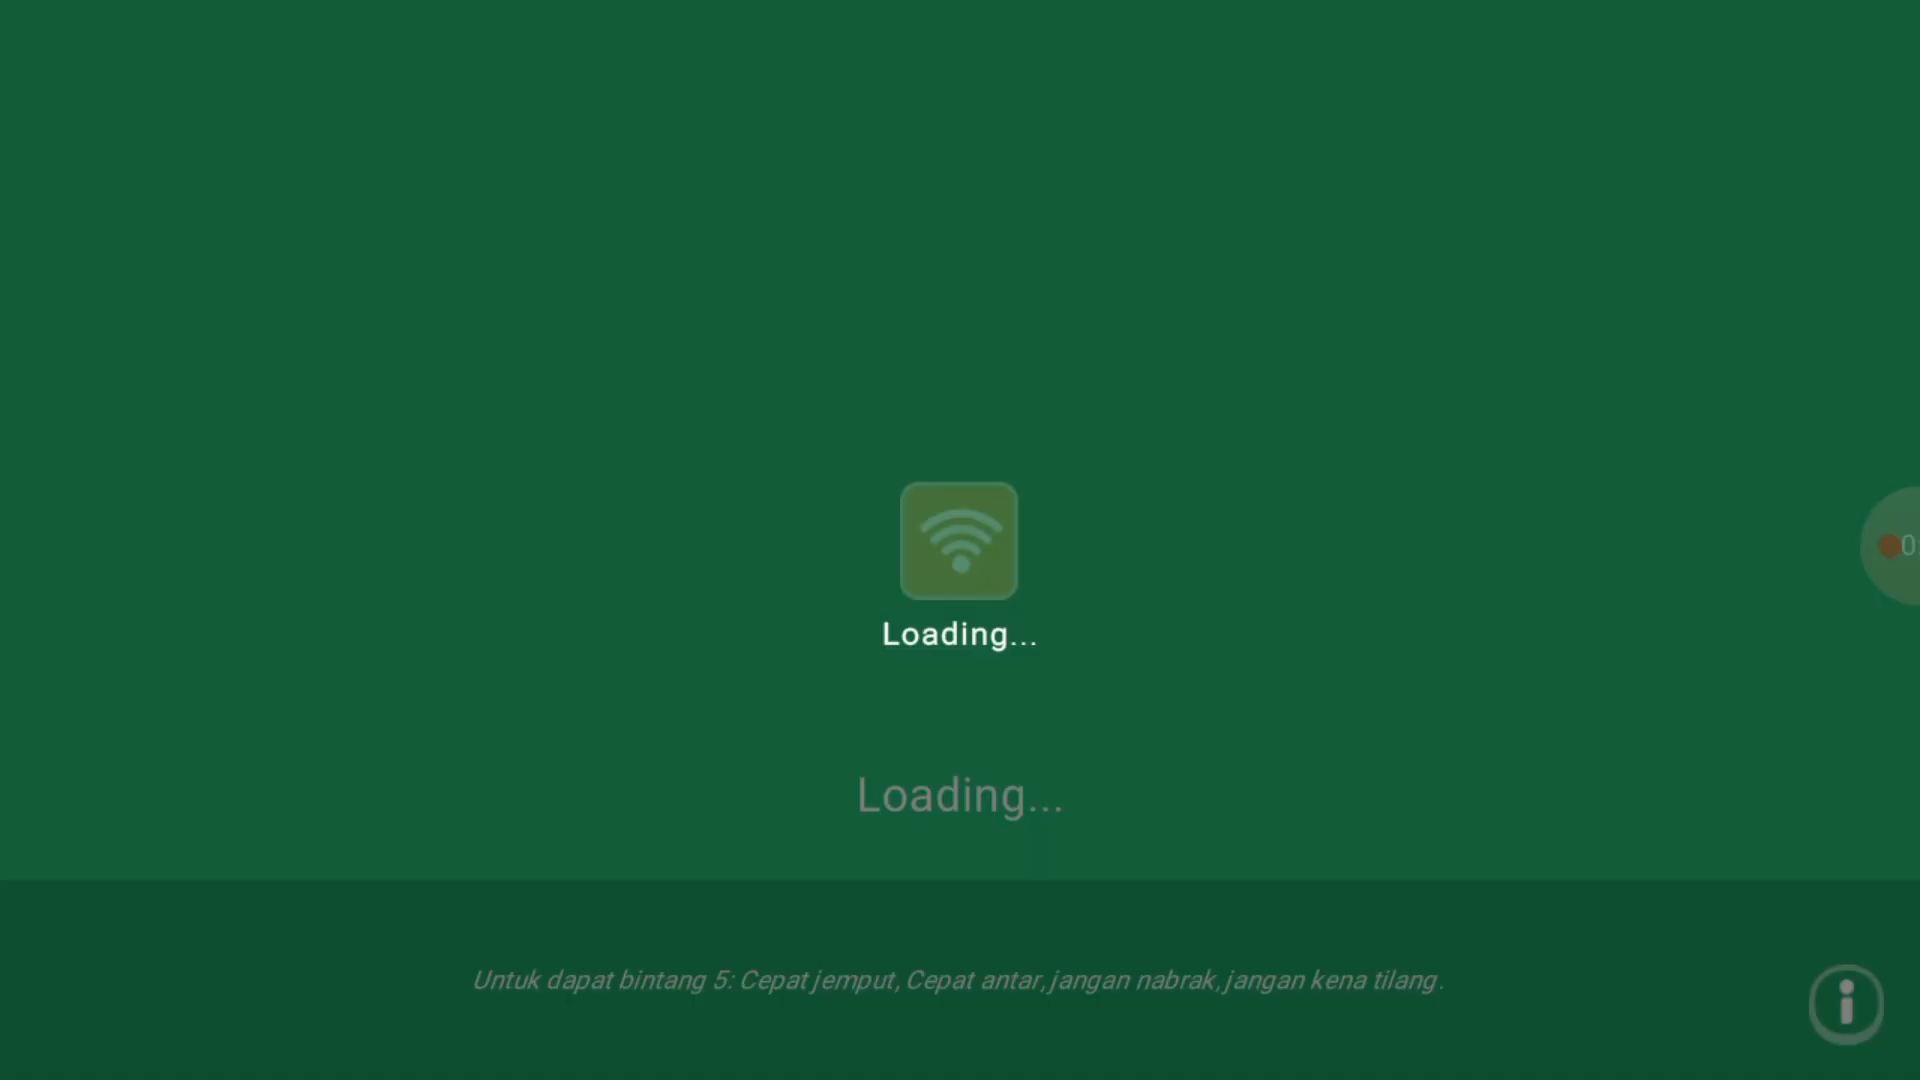 Loading...
Loading...
Untuk dapat bintang 5: Cepat jemput, Cepat antar, jangan nabrak, jangan kena tilang.